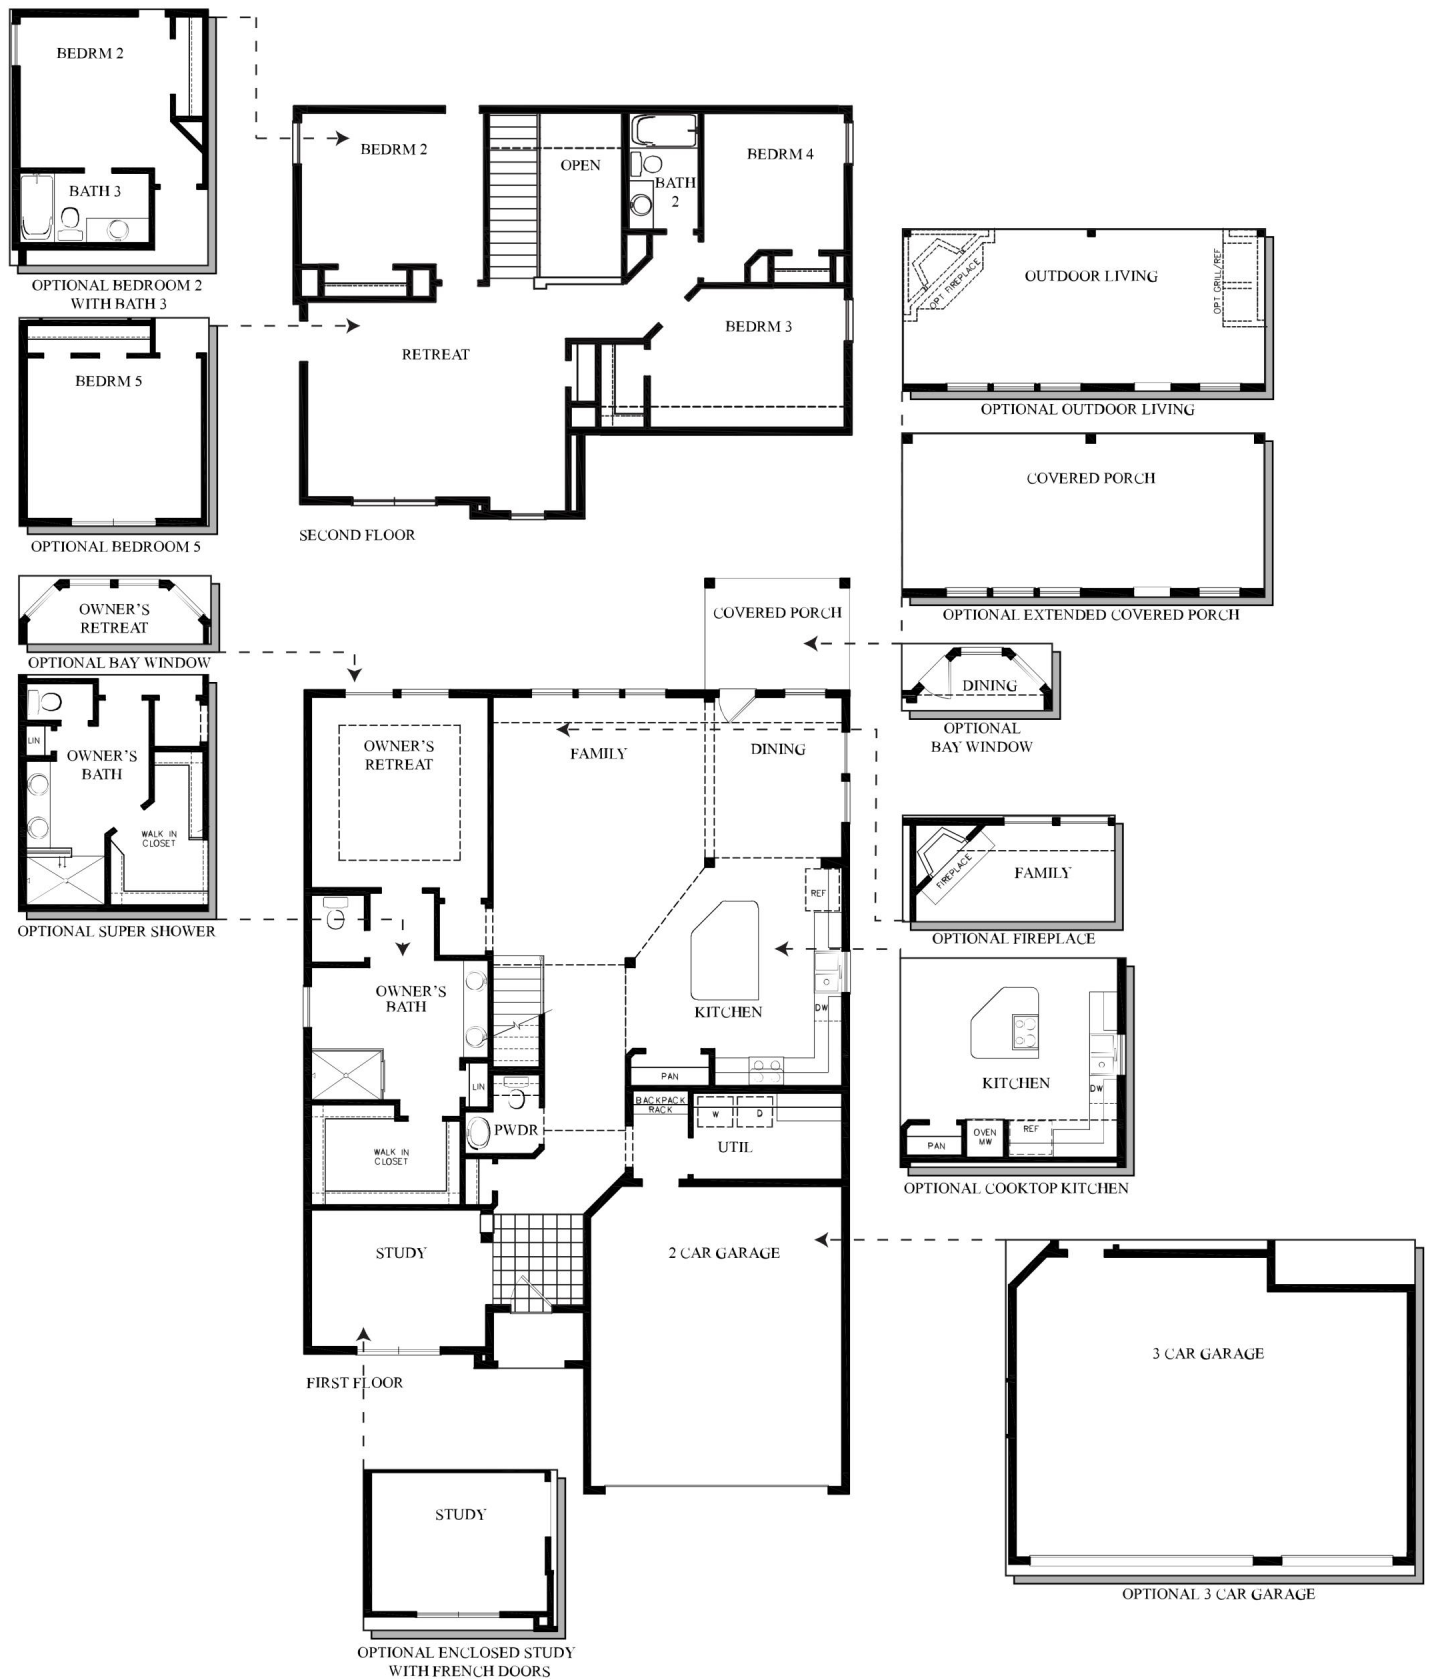 BEDRM 2
BATH 3
OPTIONAL BEDROOM 2
WITH BATH 3
BEDRM 5
OPTIONAL BEDROOM 5
OWNER'S
RETREAT
OPTIONAL BAY WINDOW
LIN
OWNER'S
BATH
WALK IN
CLOSET
OPTIONAL SUPER SHOWER
BEDRM 2
OPEN
BATH
2
BEDRM 4
BEDRM 3
RETREAT
SECOND FLOOR
OUTDOOR LIVING
OPT FIREPLACE
OPT GRILL/REF
OPTIONAL OUTDOOR LIVING
COVERED PORCH
OPTIONAL EXTENDED COVERED PORCH
DINING
OPTIONAL
BAY WINDOW
FIREPLACE
FAMILY
OPTIONAL FIREPLACE
KITCHEN
DW
PAN
OVEN
MW
REF
OPTIONAL COOKTOP KITCHEN
COVERED PORCH
OWNER'S
RETREAT
FAMILY
DINING
REF
OWNER'S
BATH
KITCHEN
DW
PAN
LIN
BACKPACK
RACK
W
D
PWDR
UTIL
WALK IN
CLOSET
STUDY
2 CAR GARAGE
FIRST FLOOR
3 CAR GARAGE
OPTIONAL 3 CAR GARAGE
STUDY
OPTIONAL ENCLOSED STUDY
WITH FRENCH DOORS